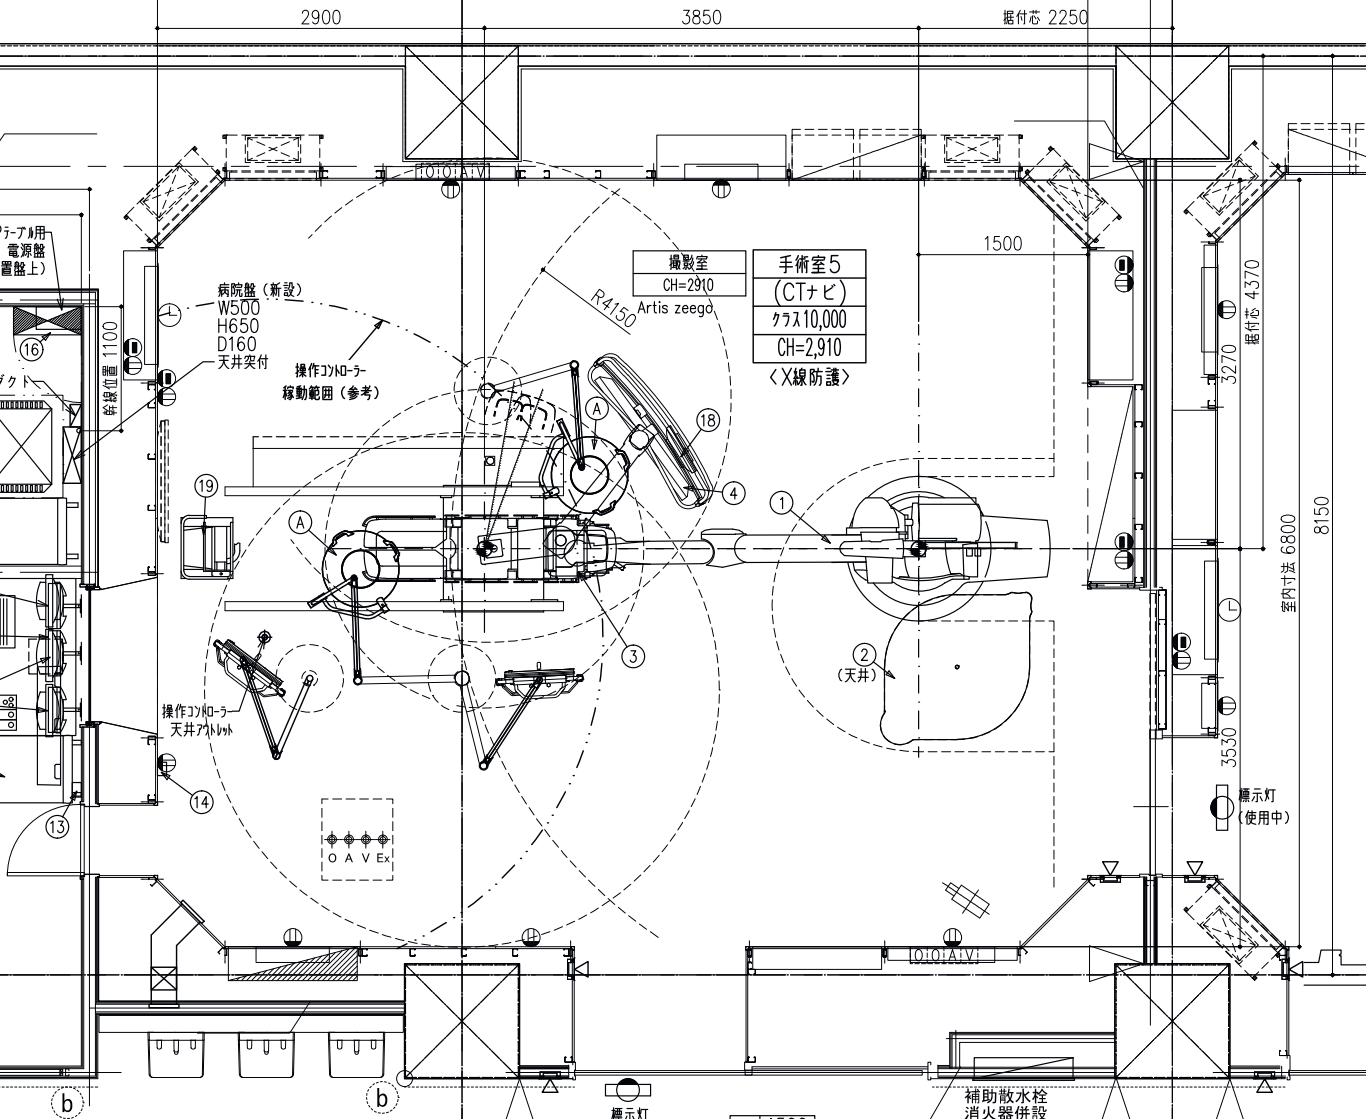 2900
3850
据付芯 2250
OOAV
1500
テーブル用
電源盤
置盤上)
病院盤（新設）
W500
H650
D160
天井突付
撮影室
CH=2910
Artis zeego
手術室5
(CTナビ)
クラス10,000
CH=2,910
〈X線防護〉
R4150
操作コントローラー
稼動範囲（参考）
幹線位置 1100
ダクト
16
3270
据付芯 4370
室内寸法 6800
8150
A
18
4
1
19
A
3
2
(天井)
操作コントローラー
天井アウトレット
14
13
O A V Ex
3530
標示灯
(使用中)
OOAV
b
b
標示灯
補助散水栓
消火器併設